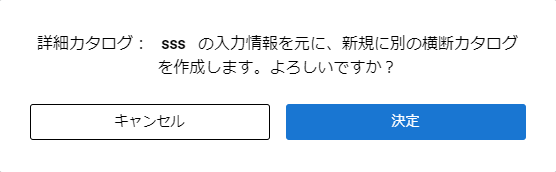 詳細カタログ： sss の入力情報を元に、新規に別の横断カタログ
を作成します。よろしいですか？
キャンセル
決定